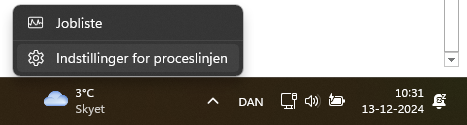 Jobliste
Indstillinger for proceslinjen
3°C
Skyet
DAN
10:31
13-12-2024